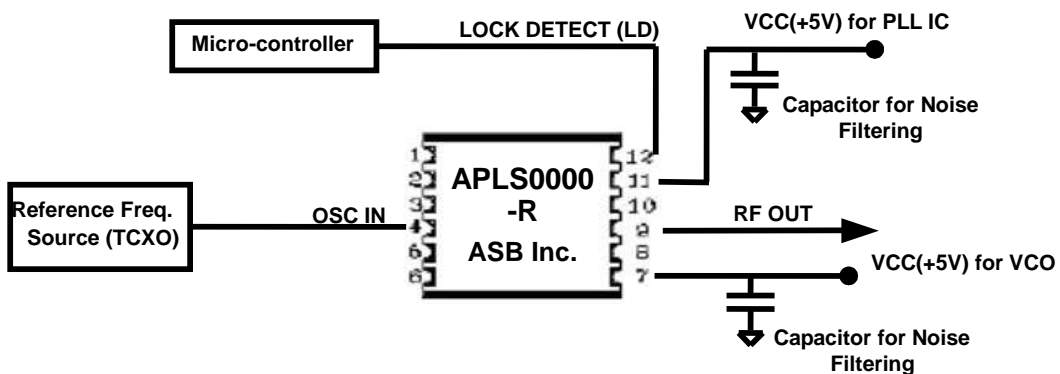 Micro-controller
LOCK DETECT (LD)
VCC(+5V) for PLL IC
Capacitor for Noise
Filtering
1
2
3
4
5
6
APLS0000
-R
ASB Inc.
12
11
10
9
8
7
Reference Freq.
Source (TCXO)
OSC IN
RF OUT
VCC(+5V) for VCO
Capacitor for Noise
Filtering